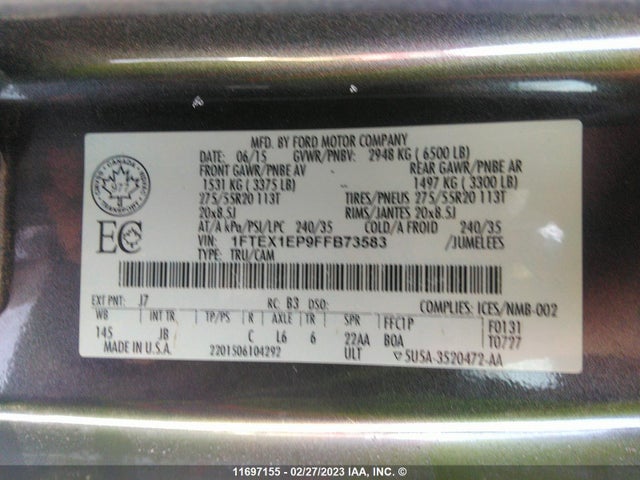 MFD. BY FORD MOTOR COMPANY
DATE: 06/15 GVWR/PNBV: 2948 KG ( 6500 LB)
FRONT GAWR/PNBE AV REAR GAWR/PNBE AR
1531 KG ( 3375 LB) -- 1497 KG ( 3300 LB)
275/55R20 113T TIRES/PNEUS 275/55R20 113T
20x8.5J RIMS/JANTES 20x8.5J
AT/A kPa/PSI/LPC 240/35 COLD/A FROID 240/35
VIN: 1FTEX1EP9FFB73583 /JUMELEES
TYPE: TRU/CAM
CANADA
TRANSPORT
EC
EXT PNT: J7 RC: B3 DSO: COMPLIES: ICES/NMB-002
WB INT TR TP/PS R AXLE TR SPR FFC1P F0131
145 JB C L6 6 22AA BOA T0727
MADE IN U.S.A. 2201506104292 ULT 5U5A-3520472-AA
11697155 - 02/27/2023 IAA, INC. ©